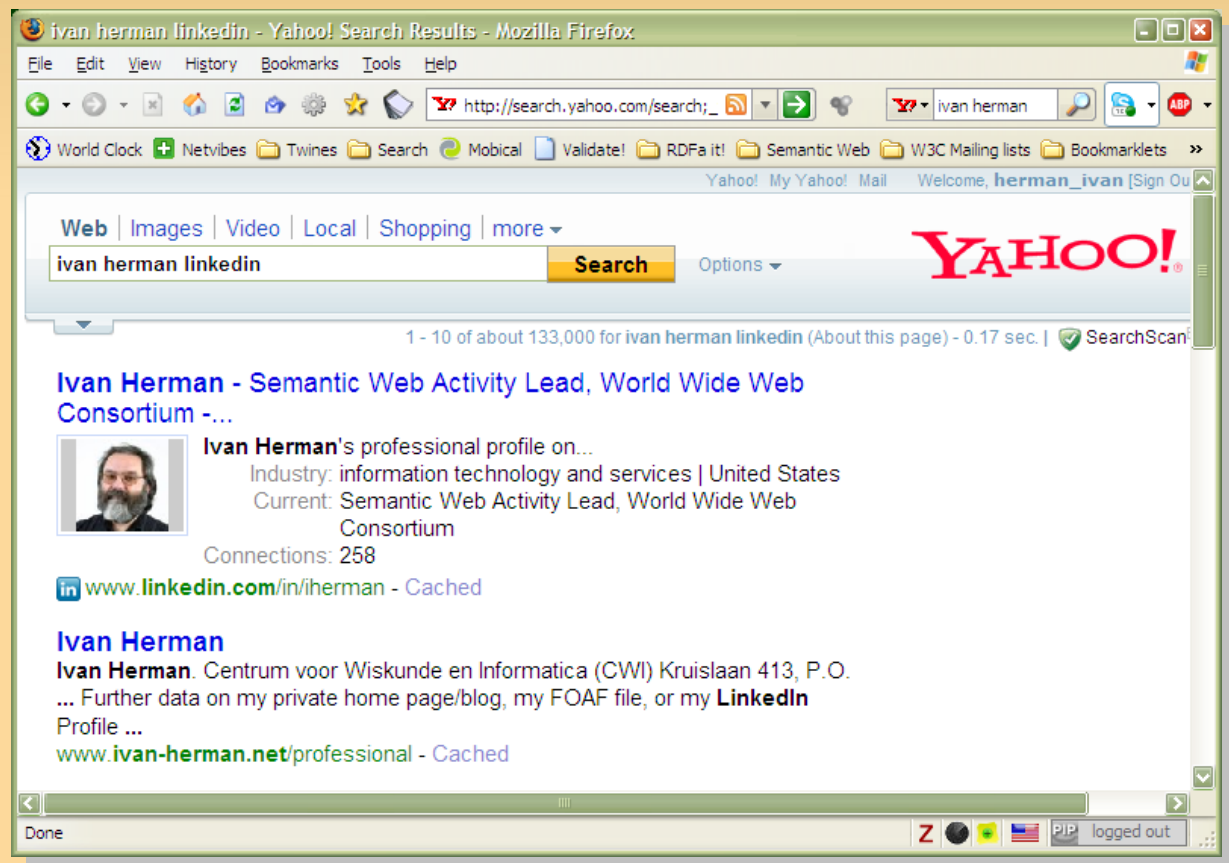 ivan herman linkedin - Yahoo! Search Results - Mozilla Firefox
File Edit View History Bookmarks Tools Help
Y! http://search.yahoo.com/search;_ Y! ivan herman ABP
World Clock Netvibes Twines Search Mobical Validate! RDFa it! Semantic Web W3C Mailing lists Bookmarklets »
Yahoo! My Yahoo! Mail Welcome, herman_ivan [Sign Ou
Web | Images | Video | Local | Shopping | more
ivan herman linkedin Search Options YAHOO!®
1 - 10 of about 133,000 for ivan herman linkedin (About this page) - 0.17 sec. | SearchScan
Ivan Herman - Semantic Web Activity Lead, World Wide Web
Consortium -...
Ivan Herman's professional profile on...
Industry: information technology and services | United States
Current: Semantic Web Activity Lead, World Wide Web
Consortium
Connections: 258
in www.linkedin.com/in/iherman - Cached
Ivan Herman
Ivan Herman. Centrum voor Wiskunde en Informatica (CWI) Kruislaan 413, P.O.
... Further data on my private home page/blog, my FOAF file, or my LinkedIn
Profile ...
www.ivan-herman.net/professional - Cached
Done Z PIP logged out